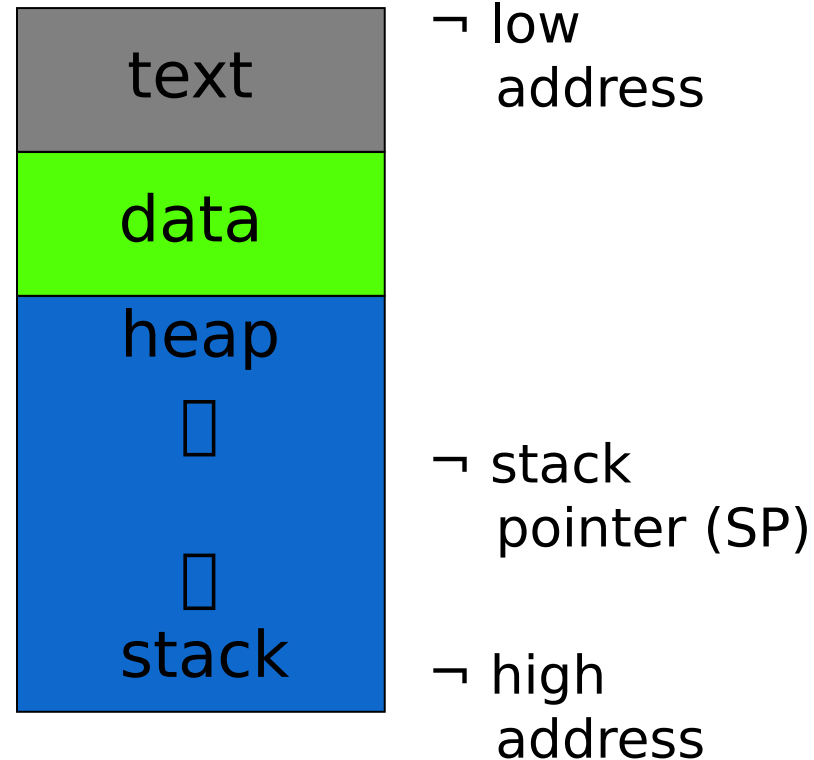 text
¬ low
address
data
heap
▯
¬ stack
pointer (SP)
▯
stack
¬ high
address